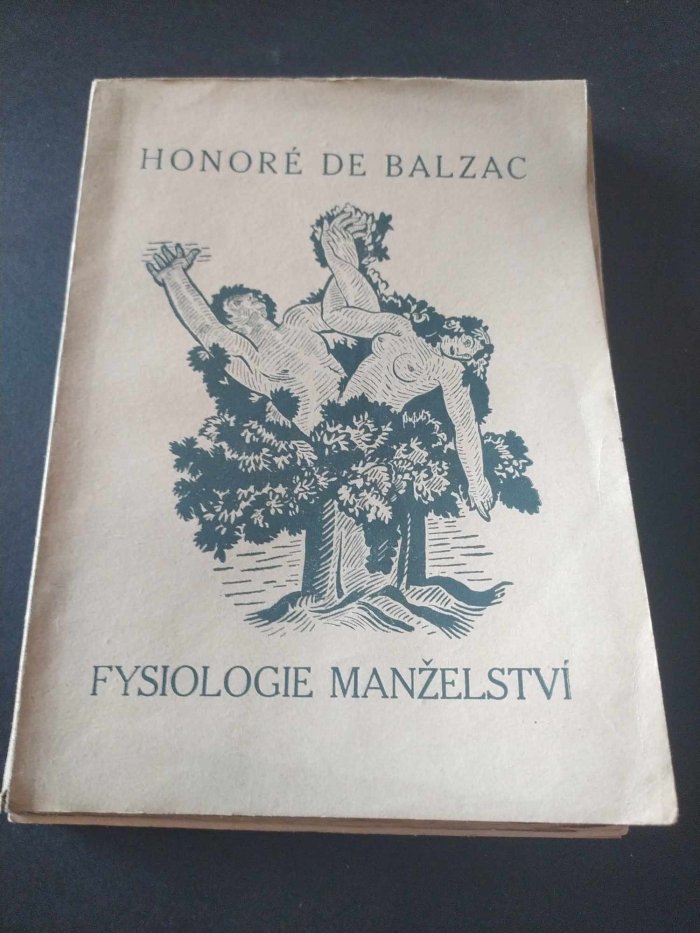 HONORÉ DE BALZAC
FYSIOLOGIE MANŽELSTVÍ